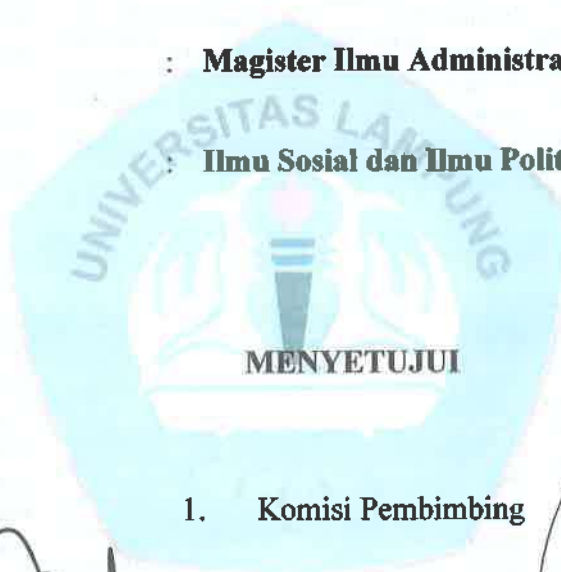 : Magister Ilmu Administra
UNIVERSITAS LAMPUNG
: Ilmu Sosial dan Ilmu Polit
MENYETUJUI
1. Komisi Pembimbing